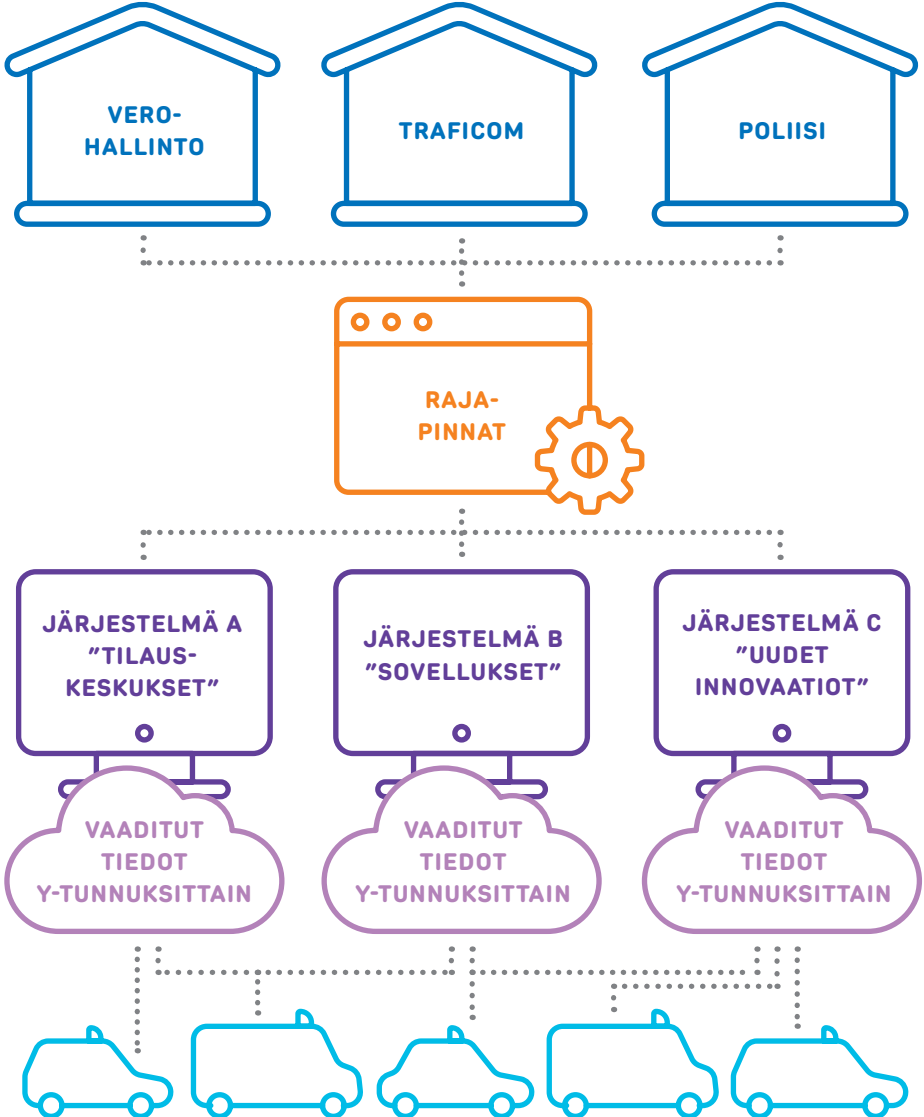 VERO-
HALLINTO
TRAFICOM
POLIISI
RAJA-
PINNAT
JÄRJESTELMÄ A
"TILAUS-
KESKUKSET"
JÄRJESTELMÄ B
"SOVELLUKSET"
JÄRJESTELMÄ C
"UUDET
INNOVAATIOT"
VAADITUT
TIEDOT
Y-TUNNUKSITTAIN
VAADITUT
TIEDOT
Y-TUNNUKSITTAIN
VAADITUT
TIEDOT
Y-TUNNUKSITTAIN